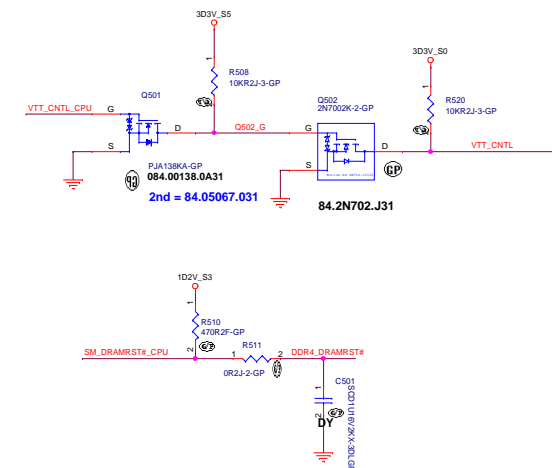 3D3V_S5
1
R508
10KR2J-3-GP
3D3V_S0
1
R520
10KR2J-3-GP
Q501
VTT_CNTL_CPU
G
D
S
Q502_G
Q502
2N7002K-2-GP
G
D
S
VTT_CNTL
GP
PJA138KA-GP
084.00138.0A31
2nd = 84.05067.031
84.2N702.J31
1D2V_S3
1
R510
470R2F-GP
2
SM_DRAMRST#_CPU
1
R511
2
DDR4_DRAMRST#
0R2J-2-GP
1
C501
2
DY